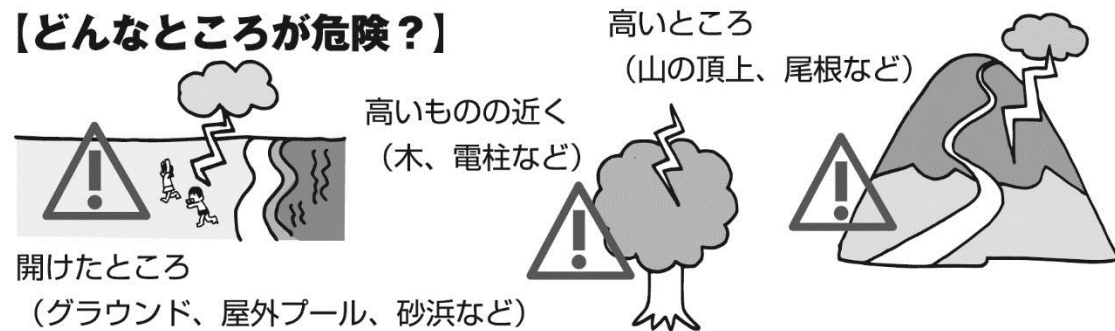 【どんなところが危険？】
開けたところ
（グラウンド、屋外プール、砂浜など）
高いものの近く
（木、電柱など）
高いところ
（山の頂上、尾根など）